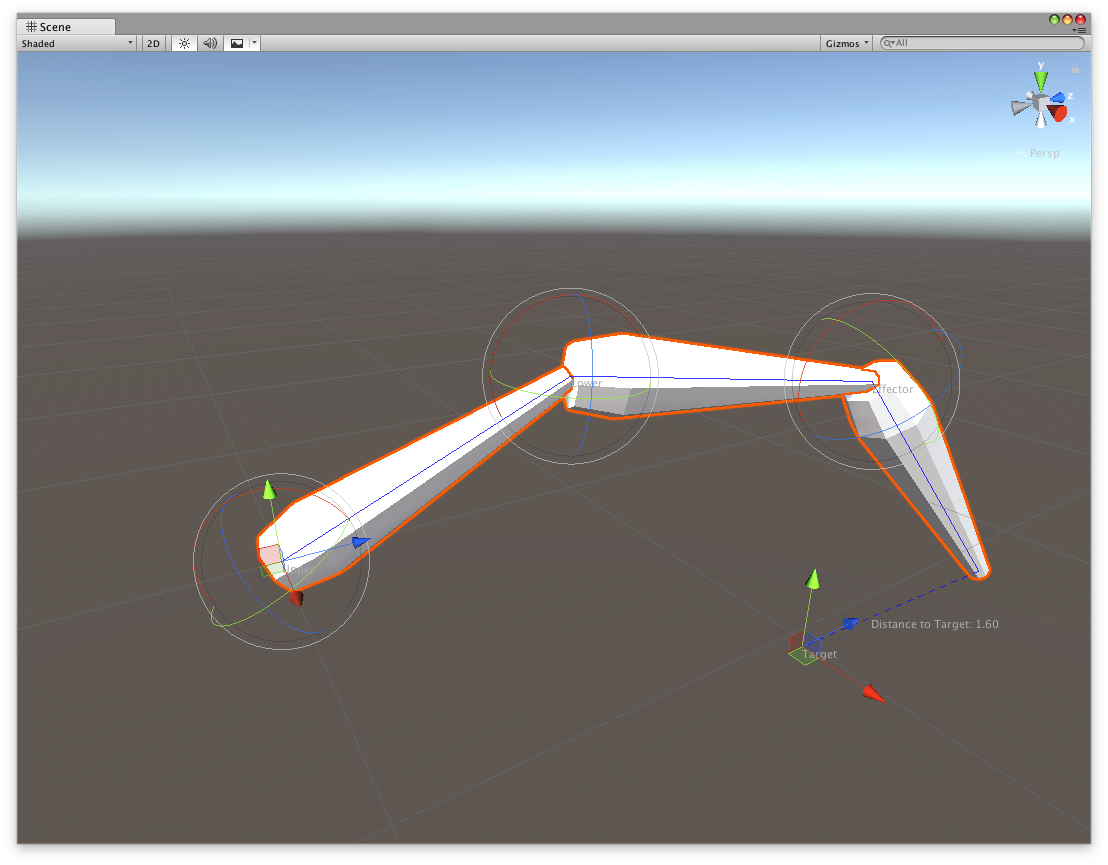 Scene
Shaded
2D
Gizmos
All
y
z
x
Persp
Lower
Effector
Upper
Distance to Target: 1.60
Target